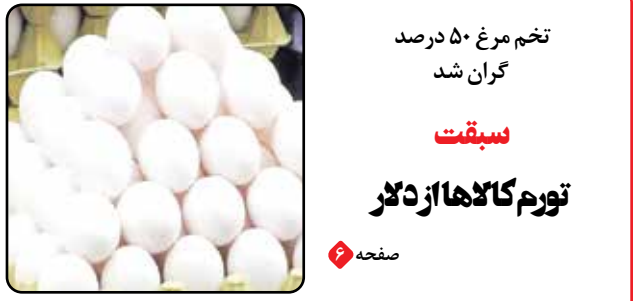 تخم مرغ ۵۰ درصد
گران شد
سبقت
تورم کالاها از دلار
صفحه ۶